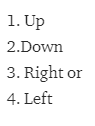 1. Up
2.Down
3. Right or
4. Left